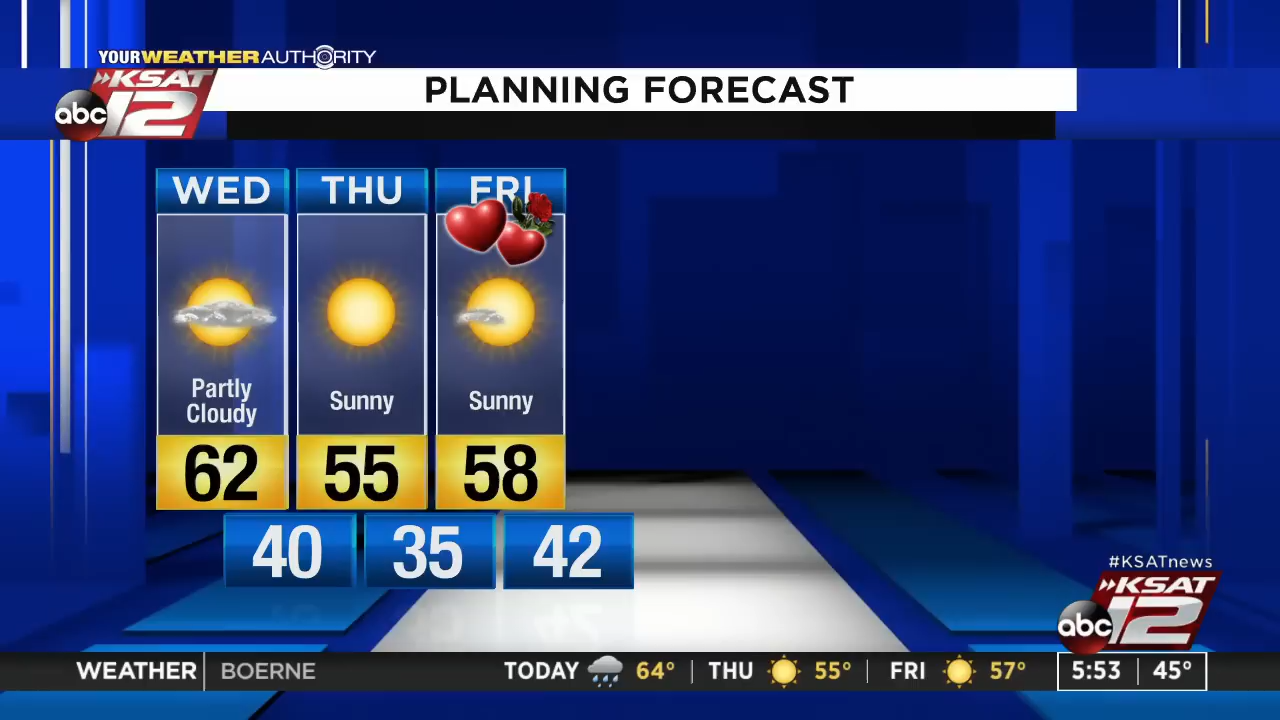 YOURWEATHERAUTHORITY
KSAT
abc 12
PLANNING FORECAST
WED THU FRI
Partly
Cloudy
Sunny
Sunny
62 55 58
40 35 42
#KSATnews
KSAT
abc 12
WEATHER BOERNE TODAY 64° THU 55° FRI 57° 5:53 45°